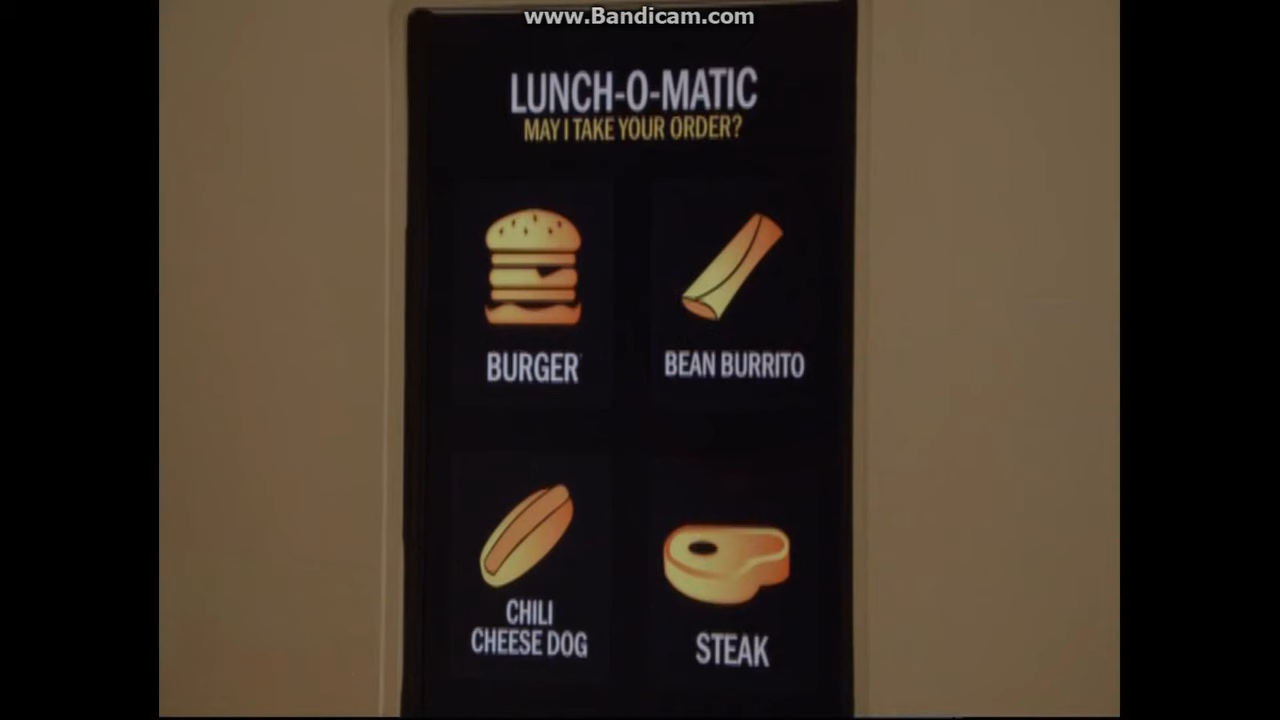 www.Bandicam.com
LUNCH-O-MATIC
MAY I TAKE YOUR ORDER?
BURGER
BEAN BURRITO
CHILI
CHEESE DOG
STEAK